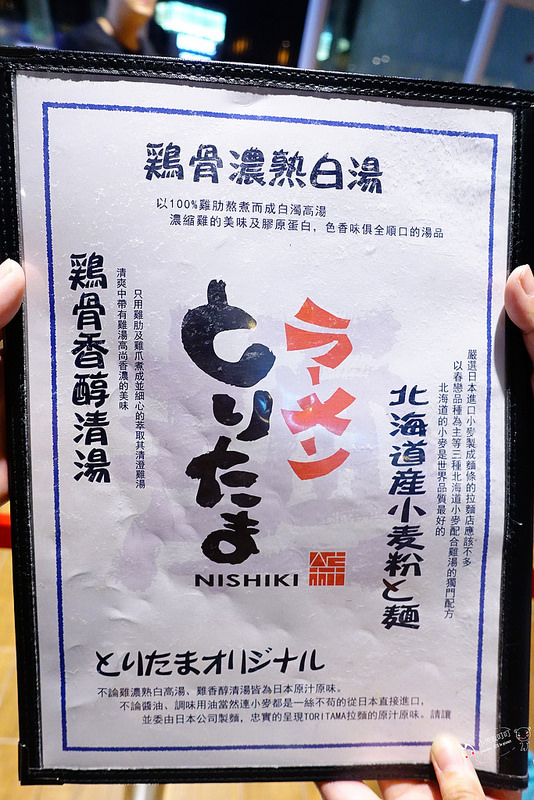 鶏骨濃熟白湯
以100%雞肋熬煮而成白濁高湯
濃縮雞的美味及膠原蛋白，色香味俱全順口的湯品
ラーメン
とりたま
NISHIKI
北海道産小麦粉と麺
嚴選日本進口小麥製成麵條的拉麵店應該不多
以春戀品種為主等三種北海道小麥配合雞湯的獨門配方
北海道的小麥是世界品質最好的
鶏骨香醇清湯
只用雞肋及雞爪煮成並細心的萃取其清澄雞湯
清爽中帶有雞湯高尚香濃的美味
とりたまオリジナル
不論雞濃熟白高湯、雞香醇清湯皆為日本原汁原味。
不論醬油、調味用油當然連小麥都是一絲不苟的從日本直接進口，
並委由日本公司製麵，忠實的呈現TORITAMA拉麵的原汁原味。請讓